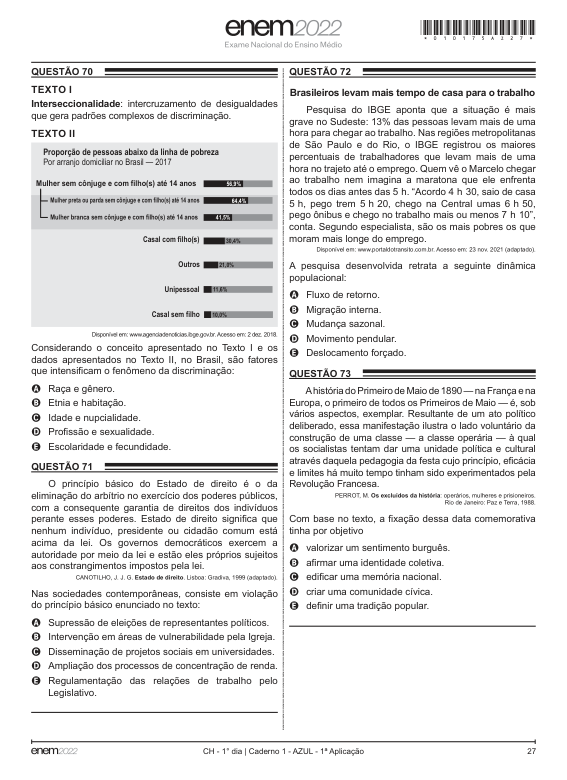 enem2022
Exame Nacional do Ensino Médio
*010175AZ27*
QUESTÃO 70
TEXTO I
Interseccionalidade: intercruzamento de desigualdades
que gera padrões complexos de discriminação.
TEXTO II
Proporção de pessoas abaixo da linha de pobreza
Por arranjo domiciliar no Brasil — 2017
Mulher sem cônjuge e com filho(s) até 14 anos 56,9%
Mulher preta ou parda sem cônjuge e com filho(s) até 14 anos 64,4%
Mulher branca sem cônjuge e com filho(s) até 14 anos 41,5%
Casal com filho(s) 30,4%
Outros 21,0%
Unipessoal 11,6%
Casal sem filho 10,0%
Disponível em: www.agenciadenoticias.ibge.gov.br. Acesso em: 2 dez. 2018.
Considerando o conceito apresentado no Texto I e os
dados apresentados no Texto II, no Brasil, são fatores
que intensificam o fenômeno da discriminação:
A Raça e gênero.
B Etnia e habitação.
C Idade e nupcialidade.
D Profissão e sexualidade.
E Escolaridade e fecundidade.
QUESTÃO 71
O princípio básico do Estado de direito é o da
eliminação do arbítrio no exercício dos poderes públicos,
com a consequente garantia de direitos dos indivíduos
perante esses poderes. Estado de direito significa que
nenhum indivíduo, presidente ou cidadão comum está
acima da lei. Os governos democráticos exercem a
autoridade por meio da lei e estão eles próprios sujeitos
aos constrangimentos impostos pela lei.
CANOTILHO, J. J. G. Estado de direito. Lisboa: Gradiva, 1999 (adaptado).
Nas sociedades contemporâneas, consiste em violação
do princípio básico enunciado no texto:
A Supressão de eleições de representantes políticos.
B Intervenção em áreas de vulnerabilidade pela Igreja.
C Disseminação de projetos sociais em universidades.
D Ampliação dos processos de concentração de renda.
E Regulamentação das relações de trabalho pelo
Legislativo.
QUESTÃO 72
Brasileiros levam mais tempo de casa para o trabalho
Pesquisa do IBGE aponta que a situação é mais
grave no Sudeste: 13% das pessoas levam mais de uma
hora para chegar ao trabalho. Nas regiões metropolitanas
de São Paulo e do Rio, o IBGE registrou os maiores
percentuais de trabalhadores que levam mais de uma
hora no trajeto até o emprego. Quem vê o Marcelo chegar
ao trabalho nem imagina a maratona que ele enfrenta
todos os dias antes das 5 h. “Acordo 4 h 30, saio de casa
5 h, pego trem 5 h 20, chego na Central umas 6 h 50,
pego ônibus e chego no trabalho mais ou menos 7 h 10”,
conta. Segundo especialista, são os mais pobres os que
moram mais longe do emprego.
Disponível em: www.portaldotransito.com.br. Acesso em: 23 nov. 2021 (adaptado).
A pesquisa desenvolvida retrata a seguinte dinâmica
populacional:
A Fluxo de retorno.
B Migração interna.
C Mudança sazonal.
D Movimento pendular.
E Deslocamento forçado.
QUESTÃO 73
A história do Primeiro de Maio de 1890 — na França e na
Europa, o primeiro de todos os Primeiros de Maio — é, sob
vários aspectos, exemplar. Resultante de um ato político
deliberado, essa manifestação ilustra o lado voluntário da
construção de uma classe — a classe operária — à qual
os socialistas tentam dar uma unidade política e cultural
através daquela pedagogia da festa cujo princípio, eficácia
e limites há muito tempo tinham sido experimentados pela
Revolução Francesa.
PERROT, M. Os excluídos da história: operários, mulheres e prisioneiros.
Rio de Janeiro: Paz e Terra, 1988.
Com base no texto, a fixação dessa data comemorativa
tinha por objetivo
A valorizar um sentimento burguês.
B afirmar uma identidade coletiva.
C edificar uma memória nacional.
D criar uma comunidade cívica.
E definir uma tradição popular.
enem2022
CH - 1° dia | Caderno 1 - AZUL - 1ª Aplicação
27